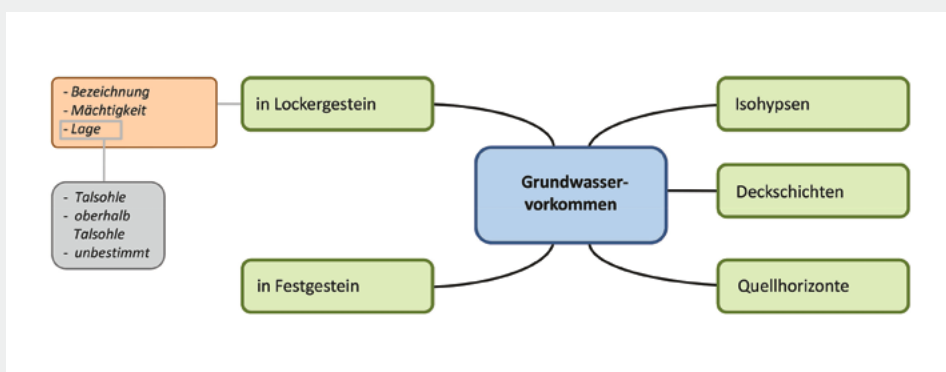 - Bezeichnung
- Mächtigkeit
- Lage
- Talsohle
- oberhalb
Talsohle
- unbestimmt
in Lockergestein
in Festgestein
Grundwasser-
vorkommen
Isohypsen
Deckschichten
Quellhorizonte